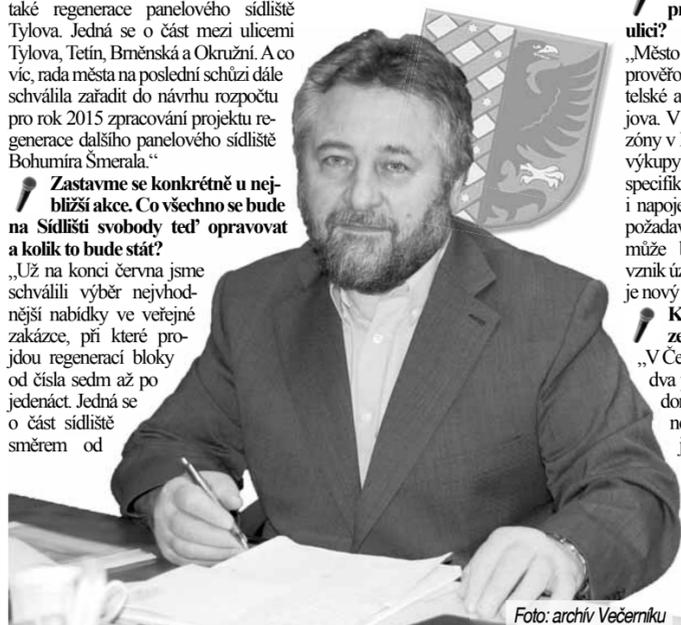 také regenerace panelového sídliště
Tylova. Jedná se o část mezi ulicemi
Tylova, Tetín, Brněnská a Okružní. A co
víc, rada města na poslední schůzi dále
schválila zařadit do návrhu rozpočtu
pro rok 2015 zpracování projektu re-
generace dalšího panelového sídliště
Bohumíra Šmerala.“
Zastavme se konkrétně u nej-
bližší akce. Co všechno se bude
na Sídlišti svobody teď opravovat
a kolik to bude stát?
„Už na konci června jsme
schválili výběr nejvhod-
nější nabídky ve veřejné
zakázce, při které pro-
jdou regenerací bloky
od čísla sedm až po
jedenáct. Jedná se
o část sídliště
směrem od
pr
ulici?
„Město
prověřo
telské a
jova. V
zóny v
výkupy
specifik
i napoje
požadav
může b
vznik úz
je nový
K
ze
„V Če
dva
dor
ne
j
Foto: archív Večerníku